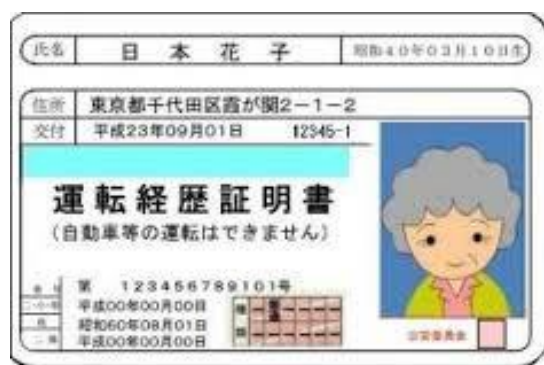 氏名 日本花子 昭和40年03月10日生
住所 東京都千代田区霞が関2-1-2
交付 平成23年09月01日 12345-1
運転経歴証明書
(自動車等の運転はできません)
第 123456789101号
平成00年00月00日
昭和60年08月01日
平成00年00月00日
公安委員会